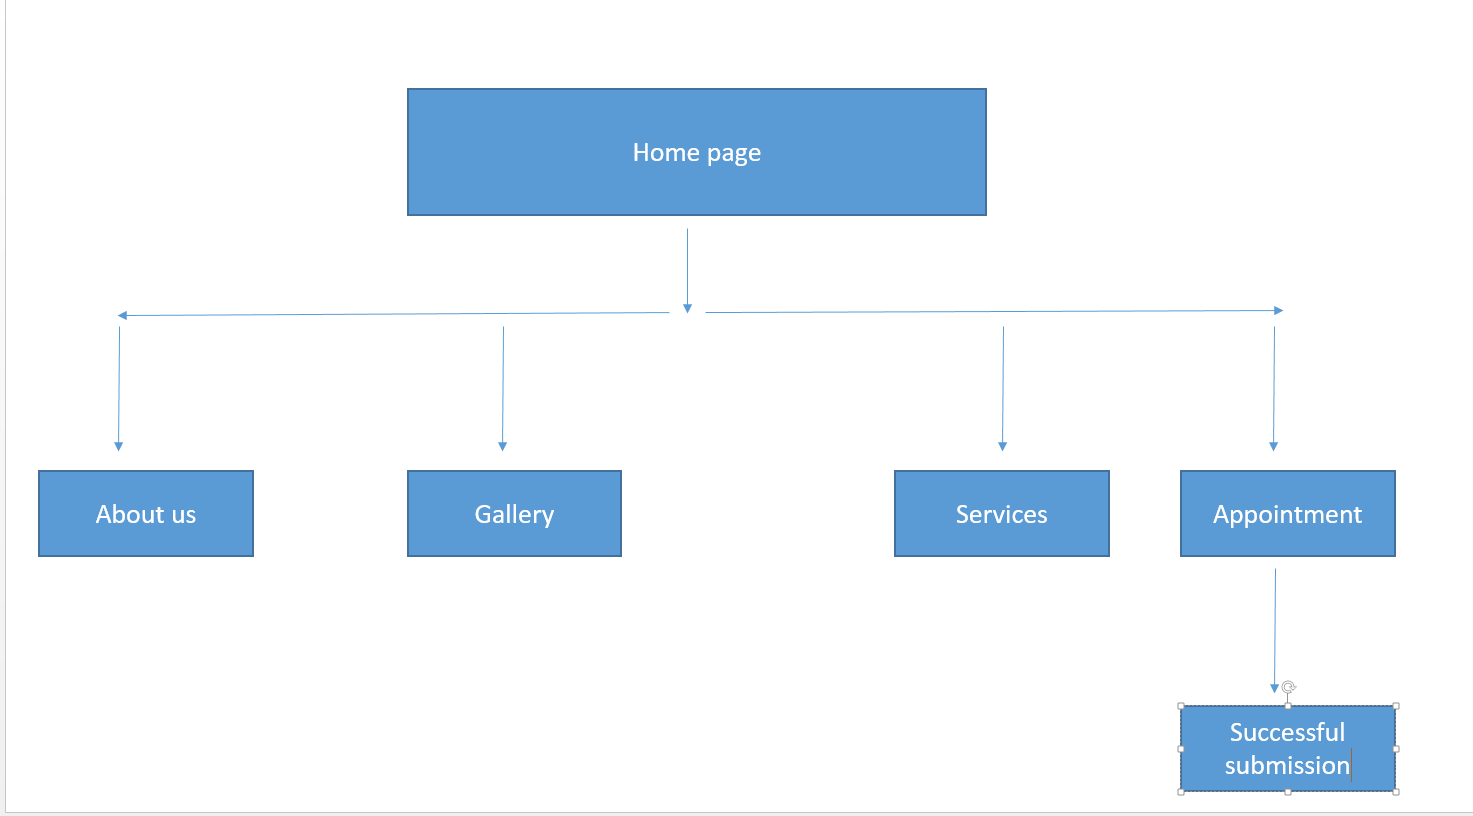 Home page
About us
Gallery
Services
Appointment
Successful
submission